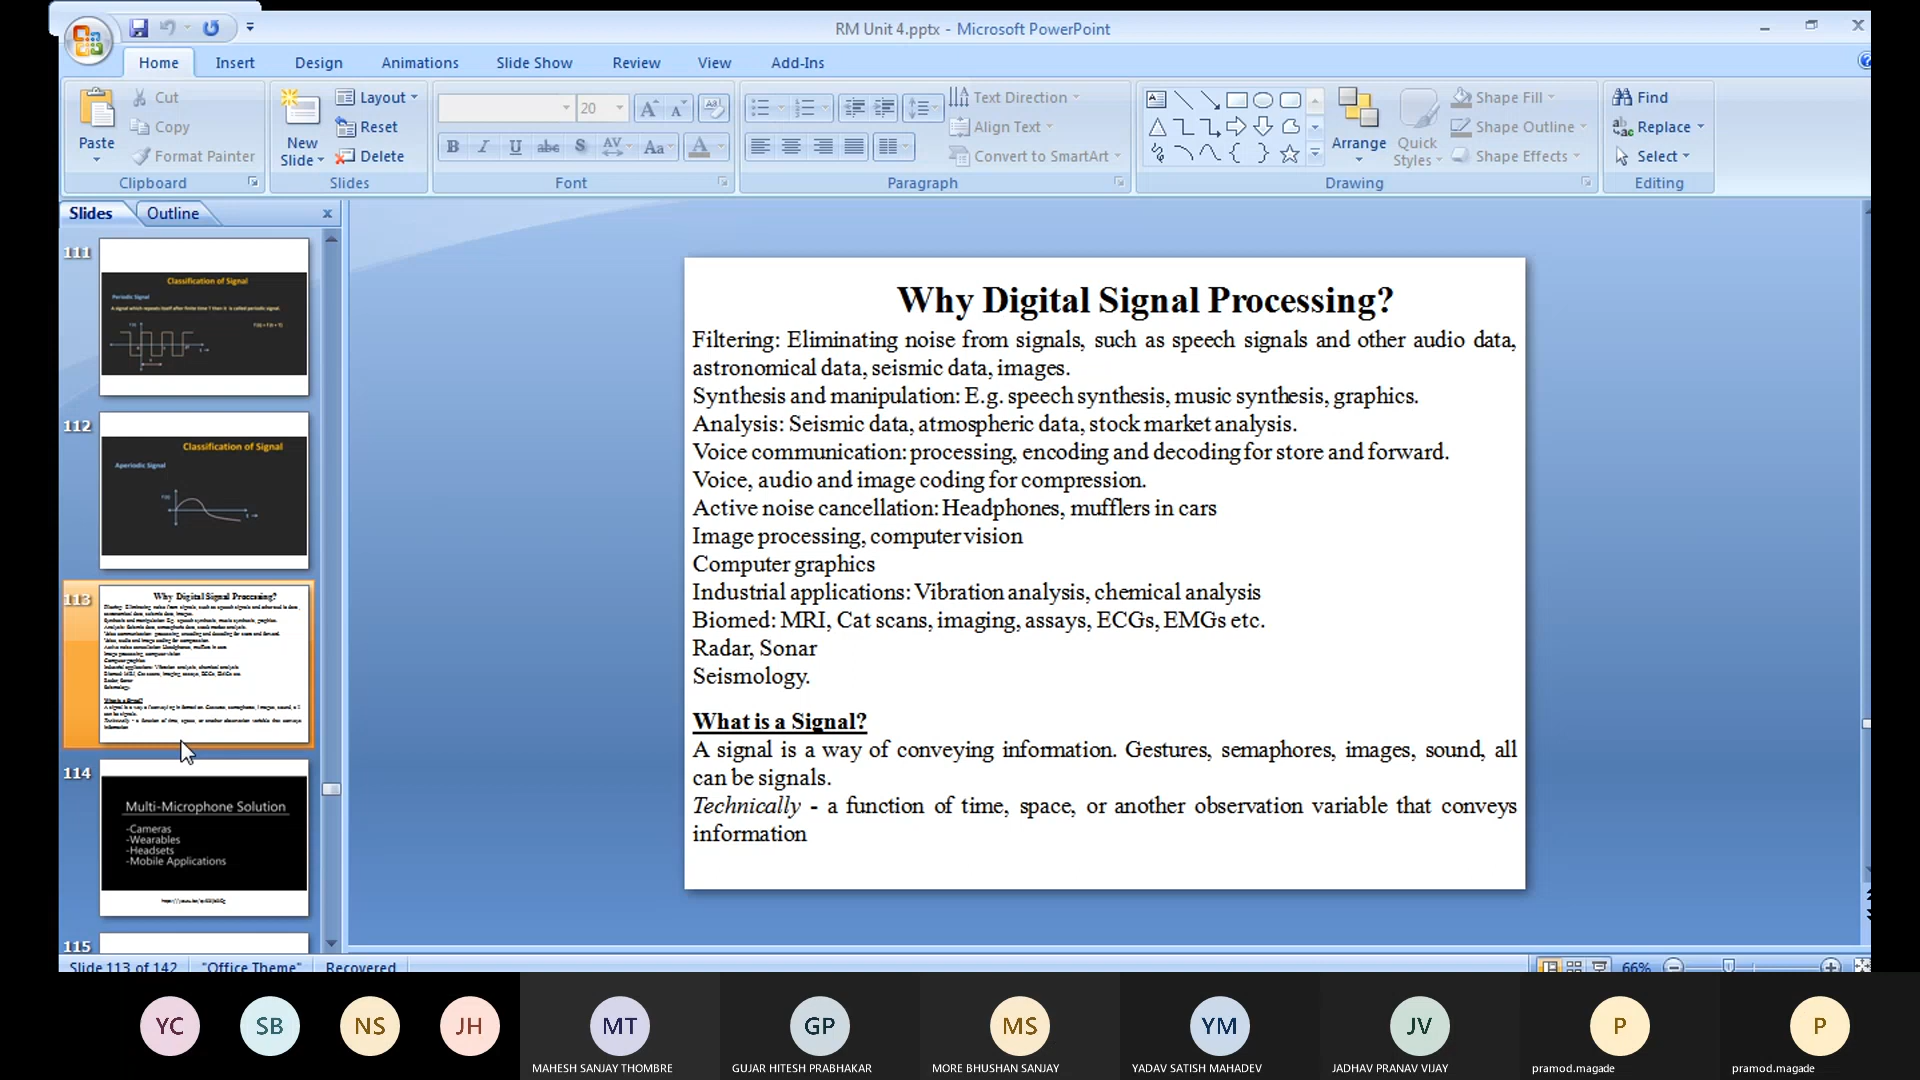 RM Unit 4.pptx - Microsoft PowerPoint
Home Insert Design Animations Slide Show Review View Add-Ins
Paste
Cut
Copy
Format Painter
Clipboard
New
Slide
Layout
Reset
Delete
Slides
20
B I U abc S AV Aa A
Font
Paragraph
Text Direction
Align Text
Convert to SmartArt
Arrange
Quick
Styles
Shape Fill
Shape Outline
Shape Effects
Drawing
Find
Replace
Select
Editing
Slides Outline
111
Classification of Signal
Periodic Signal
A signal which repeats itself after finite time T then it is called periodic signal.
112
Classification of Signal
Aperiodic Signal
113
Why Digital Signal Processing?
114
Multi-Microphone Solution
-Cameras
-Wearables
-Headsets
-Mobile Applications
115
Why Digital Signal Processing?
Filtering: Eliminating noise from signals, such as speech signals and other audio data,
astronomical data, seismic data, images.
Synthesis and manipulation: E.g. speech synthesis, music synthesis, graphics.
Analysis: Seismic data, atmospheric data, stock market analysis.
Voice communication: processing, encoding and decoding for store and forward.
Voice, audio and image coding for compression.
Active noise cancellation: Headphones, mufflers in cars
Image processing, computer vision
Computer graphics
Industrial applications: Vibration analysis, chemical analysis
Biomed: MRI, Cat scans, imaging, assays, ECGs, EMGs etc.
Radar, Sonar
Seismology.
What is a Signal?
A signal is a way of conveying information. Gestures, semaphores, images, sound, all
can be signals.
Technically - a function of time, space, or another observation variable that conveys
information
Slide 113 of 142 "Office Theme" Recovered
66%
YC SB NS JH MT GP MS YM JV P P
MAHESH SANJAY THOMBRE GUJAR HITESH PRABHAKAR MORE BHUSHAN SANJAY YADAV SATISH MAHADEV JADHAV PRANAV VIJAY pramod.magade pramod.magade